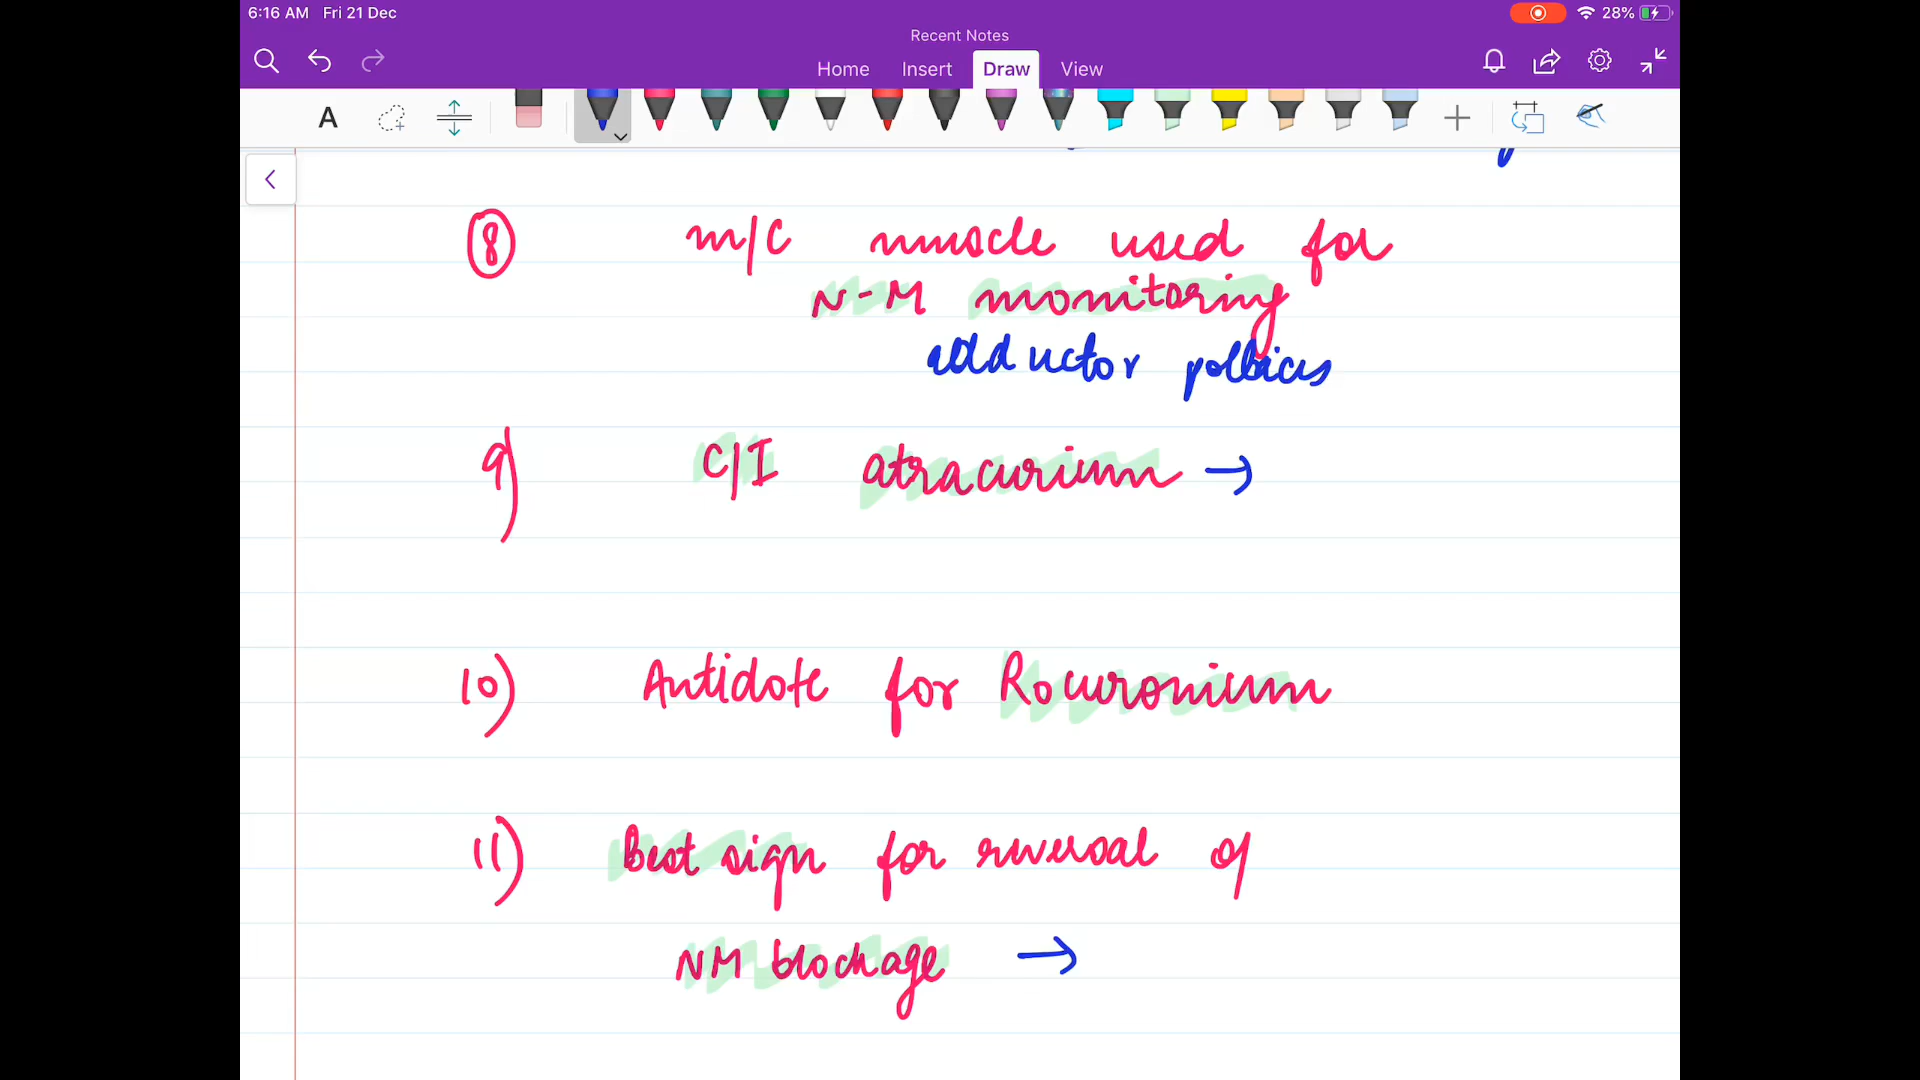 6:16 AM Fri 21 Dec
28%
Recent Notes
Home Insert Draw View
A
8 m/c muscle used for
N-M monitoring
adductor pollicis
9) C/I atracurium →
10) Antidote for Rocuronium
11) Best sign for reversal of
NM blockage →